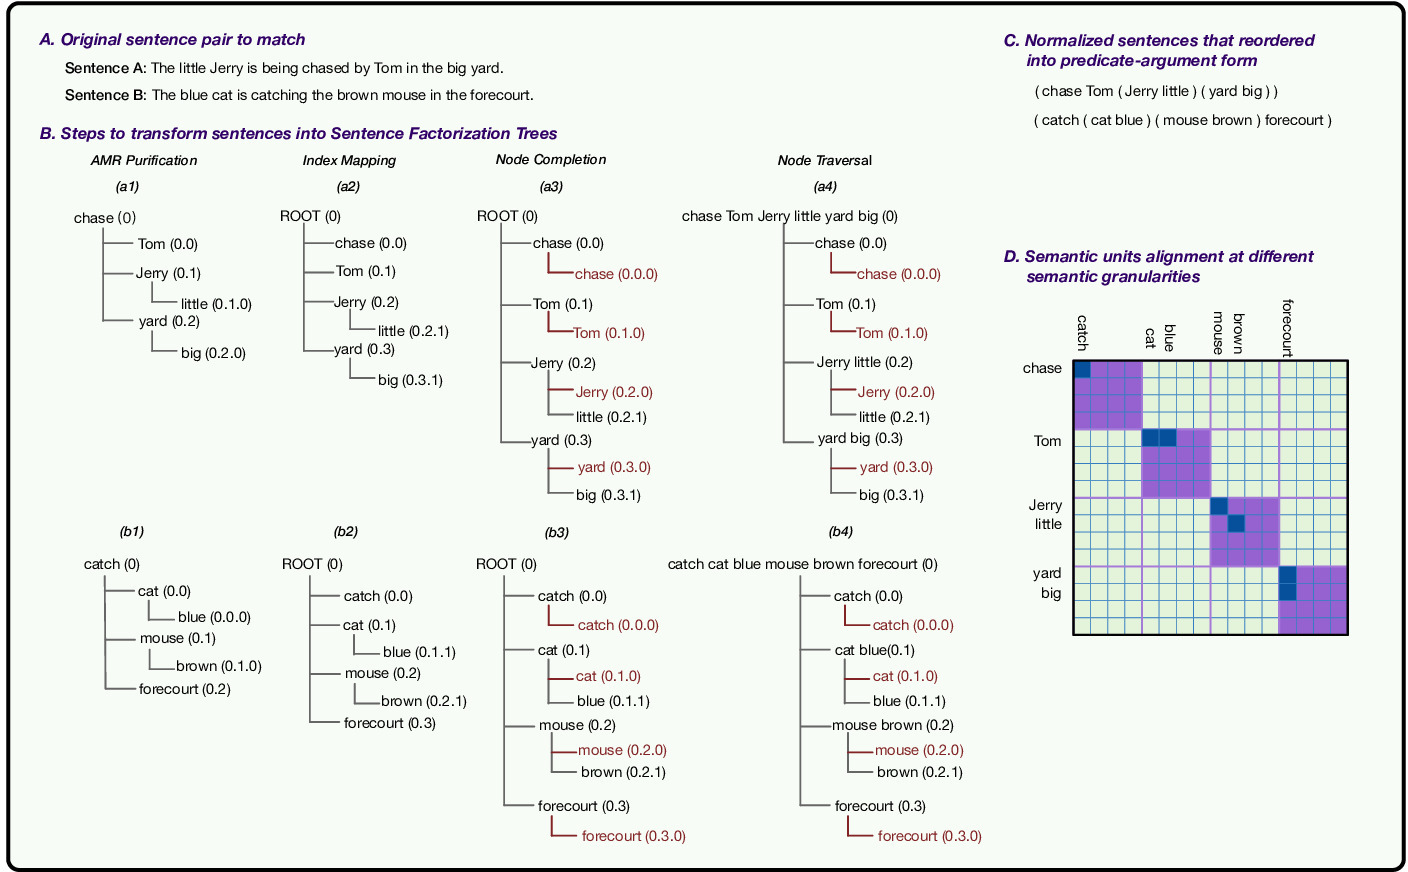 A. Original sentence pair to match
Sentence A: The little Jerry is being chased by Tom in the big yard.
Sentence B: The blue cat is catching the brown mouse in the forecourt.
B. Steps to transform sentences into Sentence Factorization Trees
AMR Purification
(a1)
chase (0)
Tom (0.0)
Jerry (0.1)
little (0.1.0)
yard (0.2)
big (0.2.0)
Index Mapping
(a2)
ROOT (0)
chase (0.0)
Tom (0.1)
Jerry (0.2)
little (0.2.1)
yard (0.3)
big (0.3.1)
Node Completion
(a3)
ROOT (0)
chase (0.0)
chase (0.0.0)
Tom (0.1)
Tom (0.1.0)
Jerry (0.2)
Jerry (0.2.0)
little (0.2.1)
yard (0.3)
yard (0.3.0)
big (0.3.1)
Node Traversal
(a4)
chase Tom Jerry little yard big (0)
chase (0.0)
chase (0.0.0)
Tom (0.1)
Tom (0.1.0)
Jerry little (0.2)
Jerry (0.2.0)
little (0.2.1)
yard big (0.3)
yard (0.3.0)
big (0.3.1)
(b1)
catch (0)
cat (0.0)
blue (0.0.0)
mouse (0.1)
brown (0.1.0)
forecourt (0.2)
(b2)
ROOT (0)
catch (0.0)
cat (0.1)
blue (0.1.1)
mouse (0.2)
brown (0.2.1)
forecourt (0.3)
(b3)
ROOT (0)
catch (0.0)
catch (0.0.0)
cat (0.1)
cat (0.1.0)
blue (0.1.1)
mouse (0.2)
mouse (0.2.0)
brown (0.2.1)
forecourt (0.3)
forecourt (0.3.0)
(b4)
catch cat blue mouse brown forecourt (0)
catch (0.0)
catch (0.0.0)
cat blue(0.1)
cat (0.1.0)
blue (0.1.1)
mouse brown (0.2)
mouse (0.2.0)
brown (0.2.1)
forecourt (0.3)
forecourt (0.3.0)
C. Normalized sentences that reordered
into predicate-argument form
( chase Tom ( Jerry little ) ( yard big ) )
( catch ( cat blue ) ( mouse brown ) forecourt )
D. Semantic units alignment at different
semantic granularities
catch
cat
blue
mouse
brown
forecourt
chase
Tom
Jerry
little
yard
big